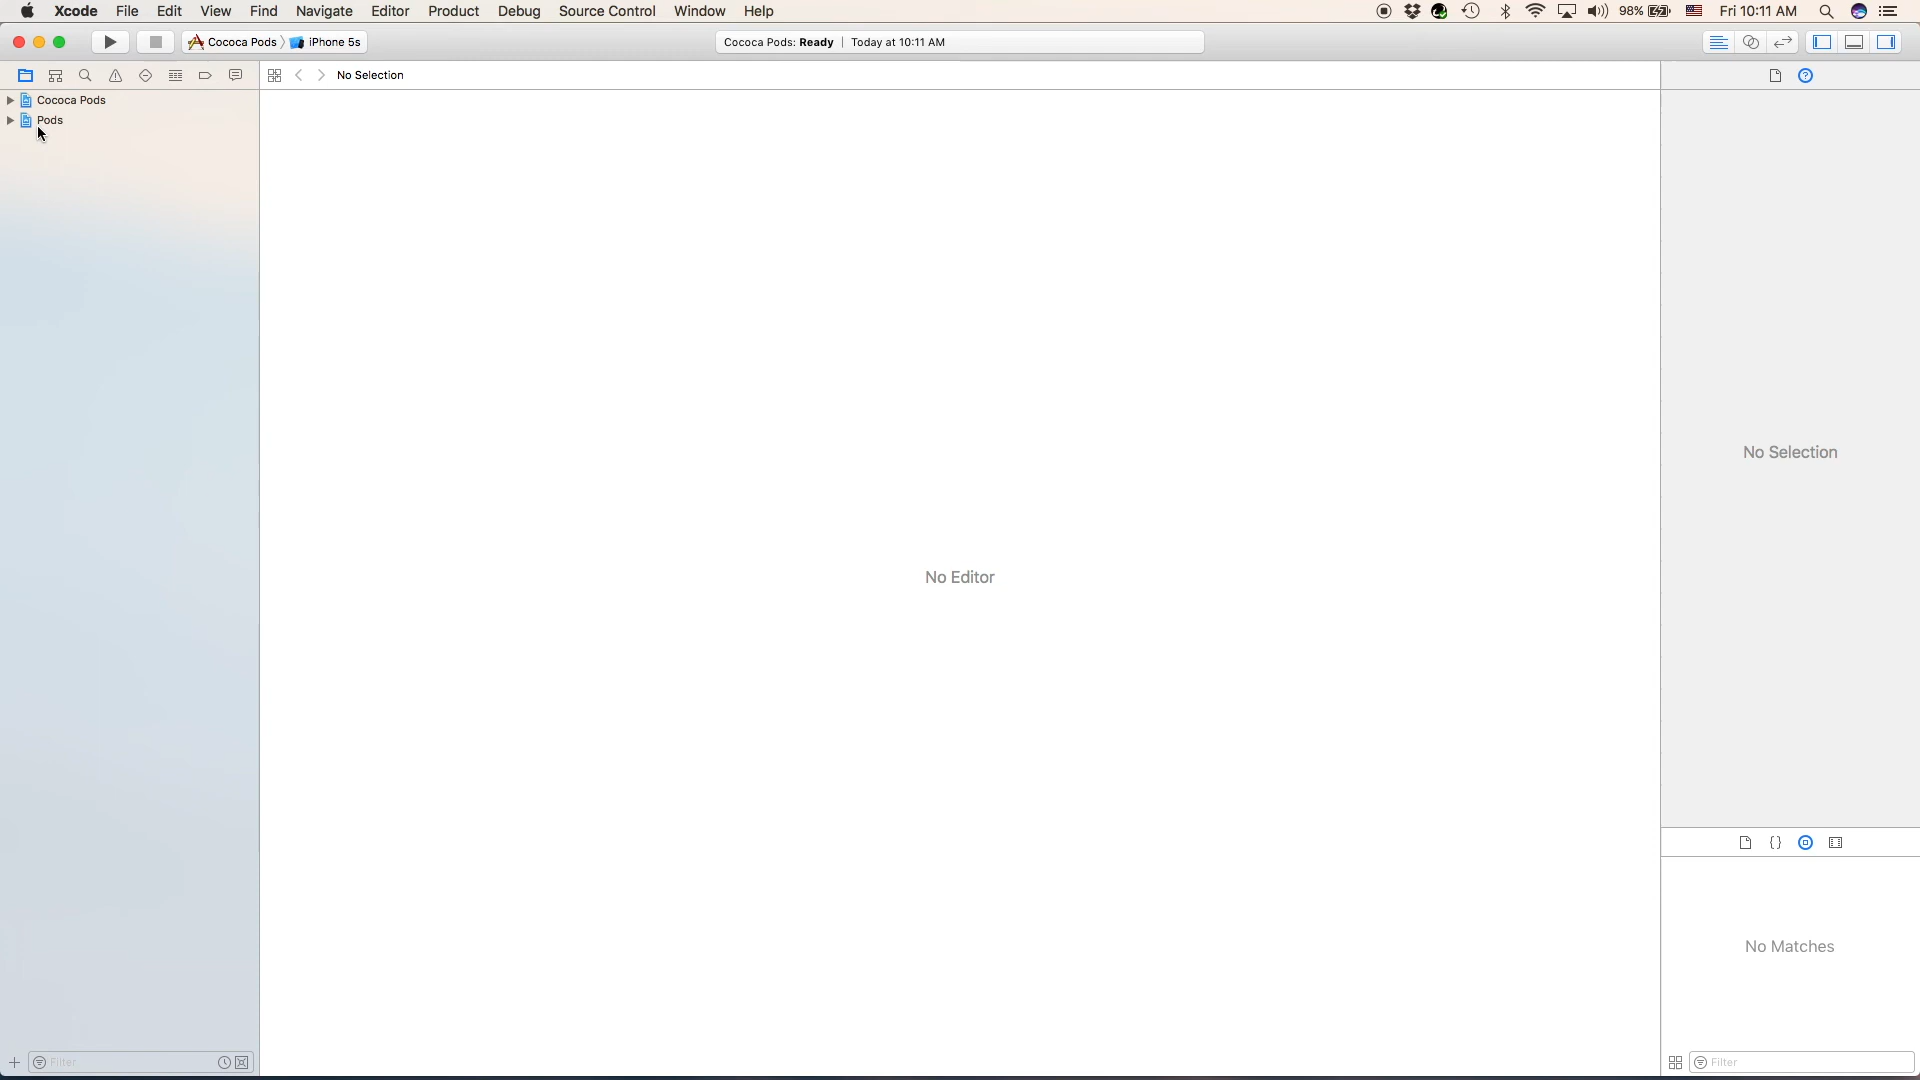 Xcode File Edit View Find Navigate Editor Product Debug Source Control Window Help 98% Fri 10:11 AM
Cococa Pods iPhone 5s Cococa Pods: Ready Today at 10:11 AM
No Selection
Cococa Pods
Pods
No Selection
No Editor
{}
No Matches
Filter Filter